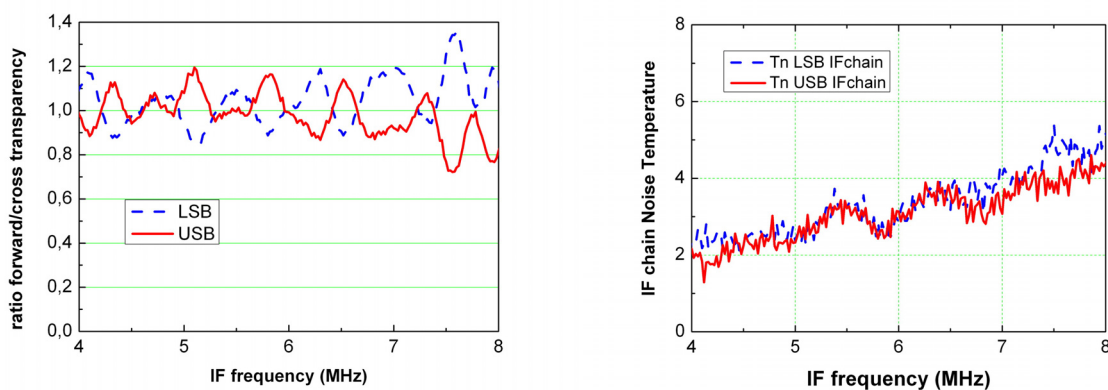 ratio forward/cross transparency
1,4
1,2
1,0
0,8
0,6
0,4
0,2
0,0
LSB
USB
4 5 6 7 8
IF frequency (MHz)
IF chain Noise Temperature
8
6
4
2
0
Tn LSB IFchain
Tn USB IFchain
4 5 6 7 8
IF frequency (MHz)